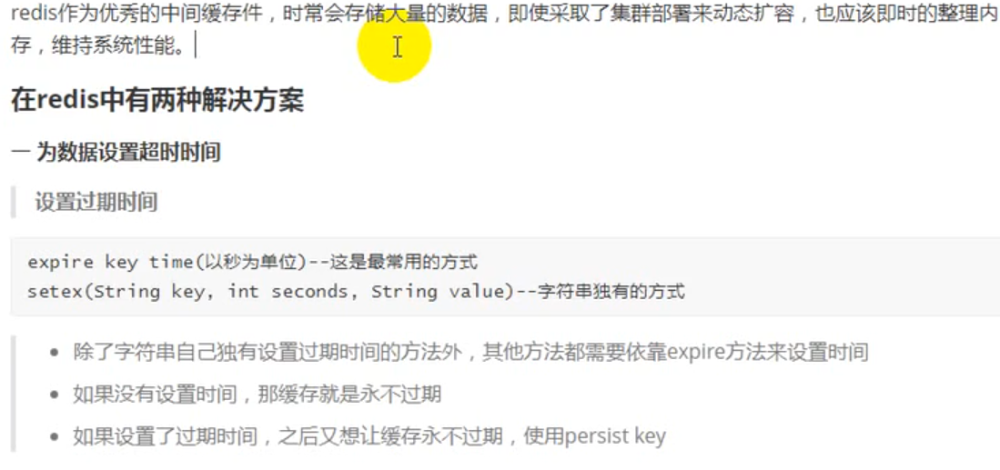 redis作为优秀的中间缓存件，时常会存储大量的数据，即使采取了集群部署来动态扩容，也应该即时的整理内
存，维持系统性能。
在redis中有两种解决方案
一 为数据设置超时时间
设置过期时间
expire key time(以秒为单位)--这是最常用的方式
setex(String key, int seconds, String value)--字符串独有的方式
• 除了字符串自己独有设置过期时间的方法外，其他方法都需要依靠expire方法来设置时间
• 如果没有设置时间，那缓存就是永不过期
• 如果设置了过期时间，之后又想让缓存永不过期，使用persist key